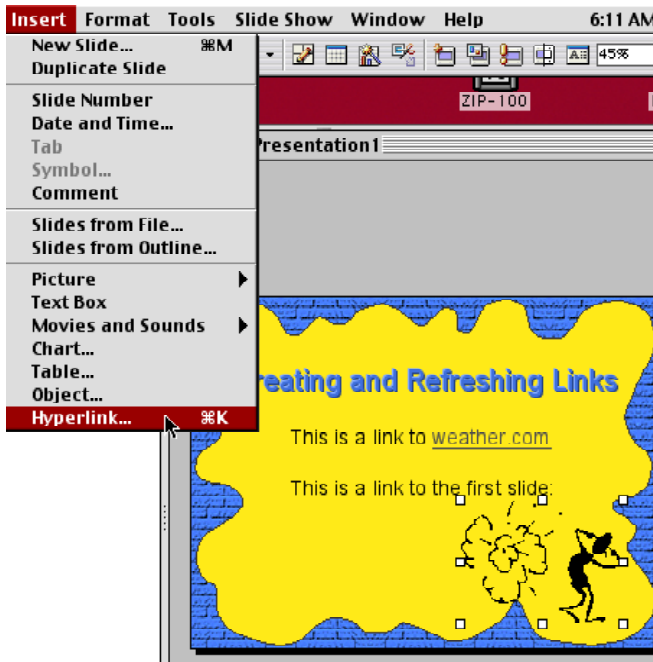 Insert Format Tools Slide Show Window Help 6:11 AM
New Slide... ⌘M
Duplicate Slide
45%
Slide Number
ZIP-100
Date and Time...
Tab
Presentation1
Symbol...
Comment
Slides from File...
Slides from Outline...
Picture
Text Box
Movies and Sounds
Chart...
Table...
eating and Refreshing Links
Object...
Hyperlink... ⌘K
This is a link to weather.com
This is a link to the first slide: